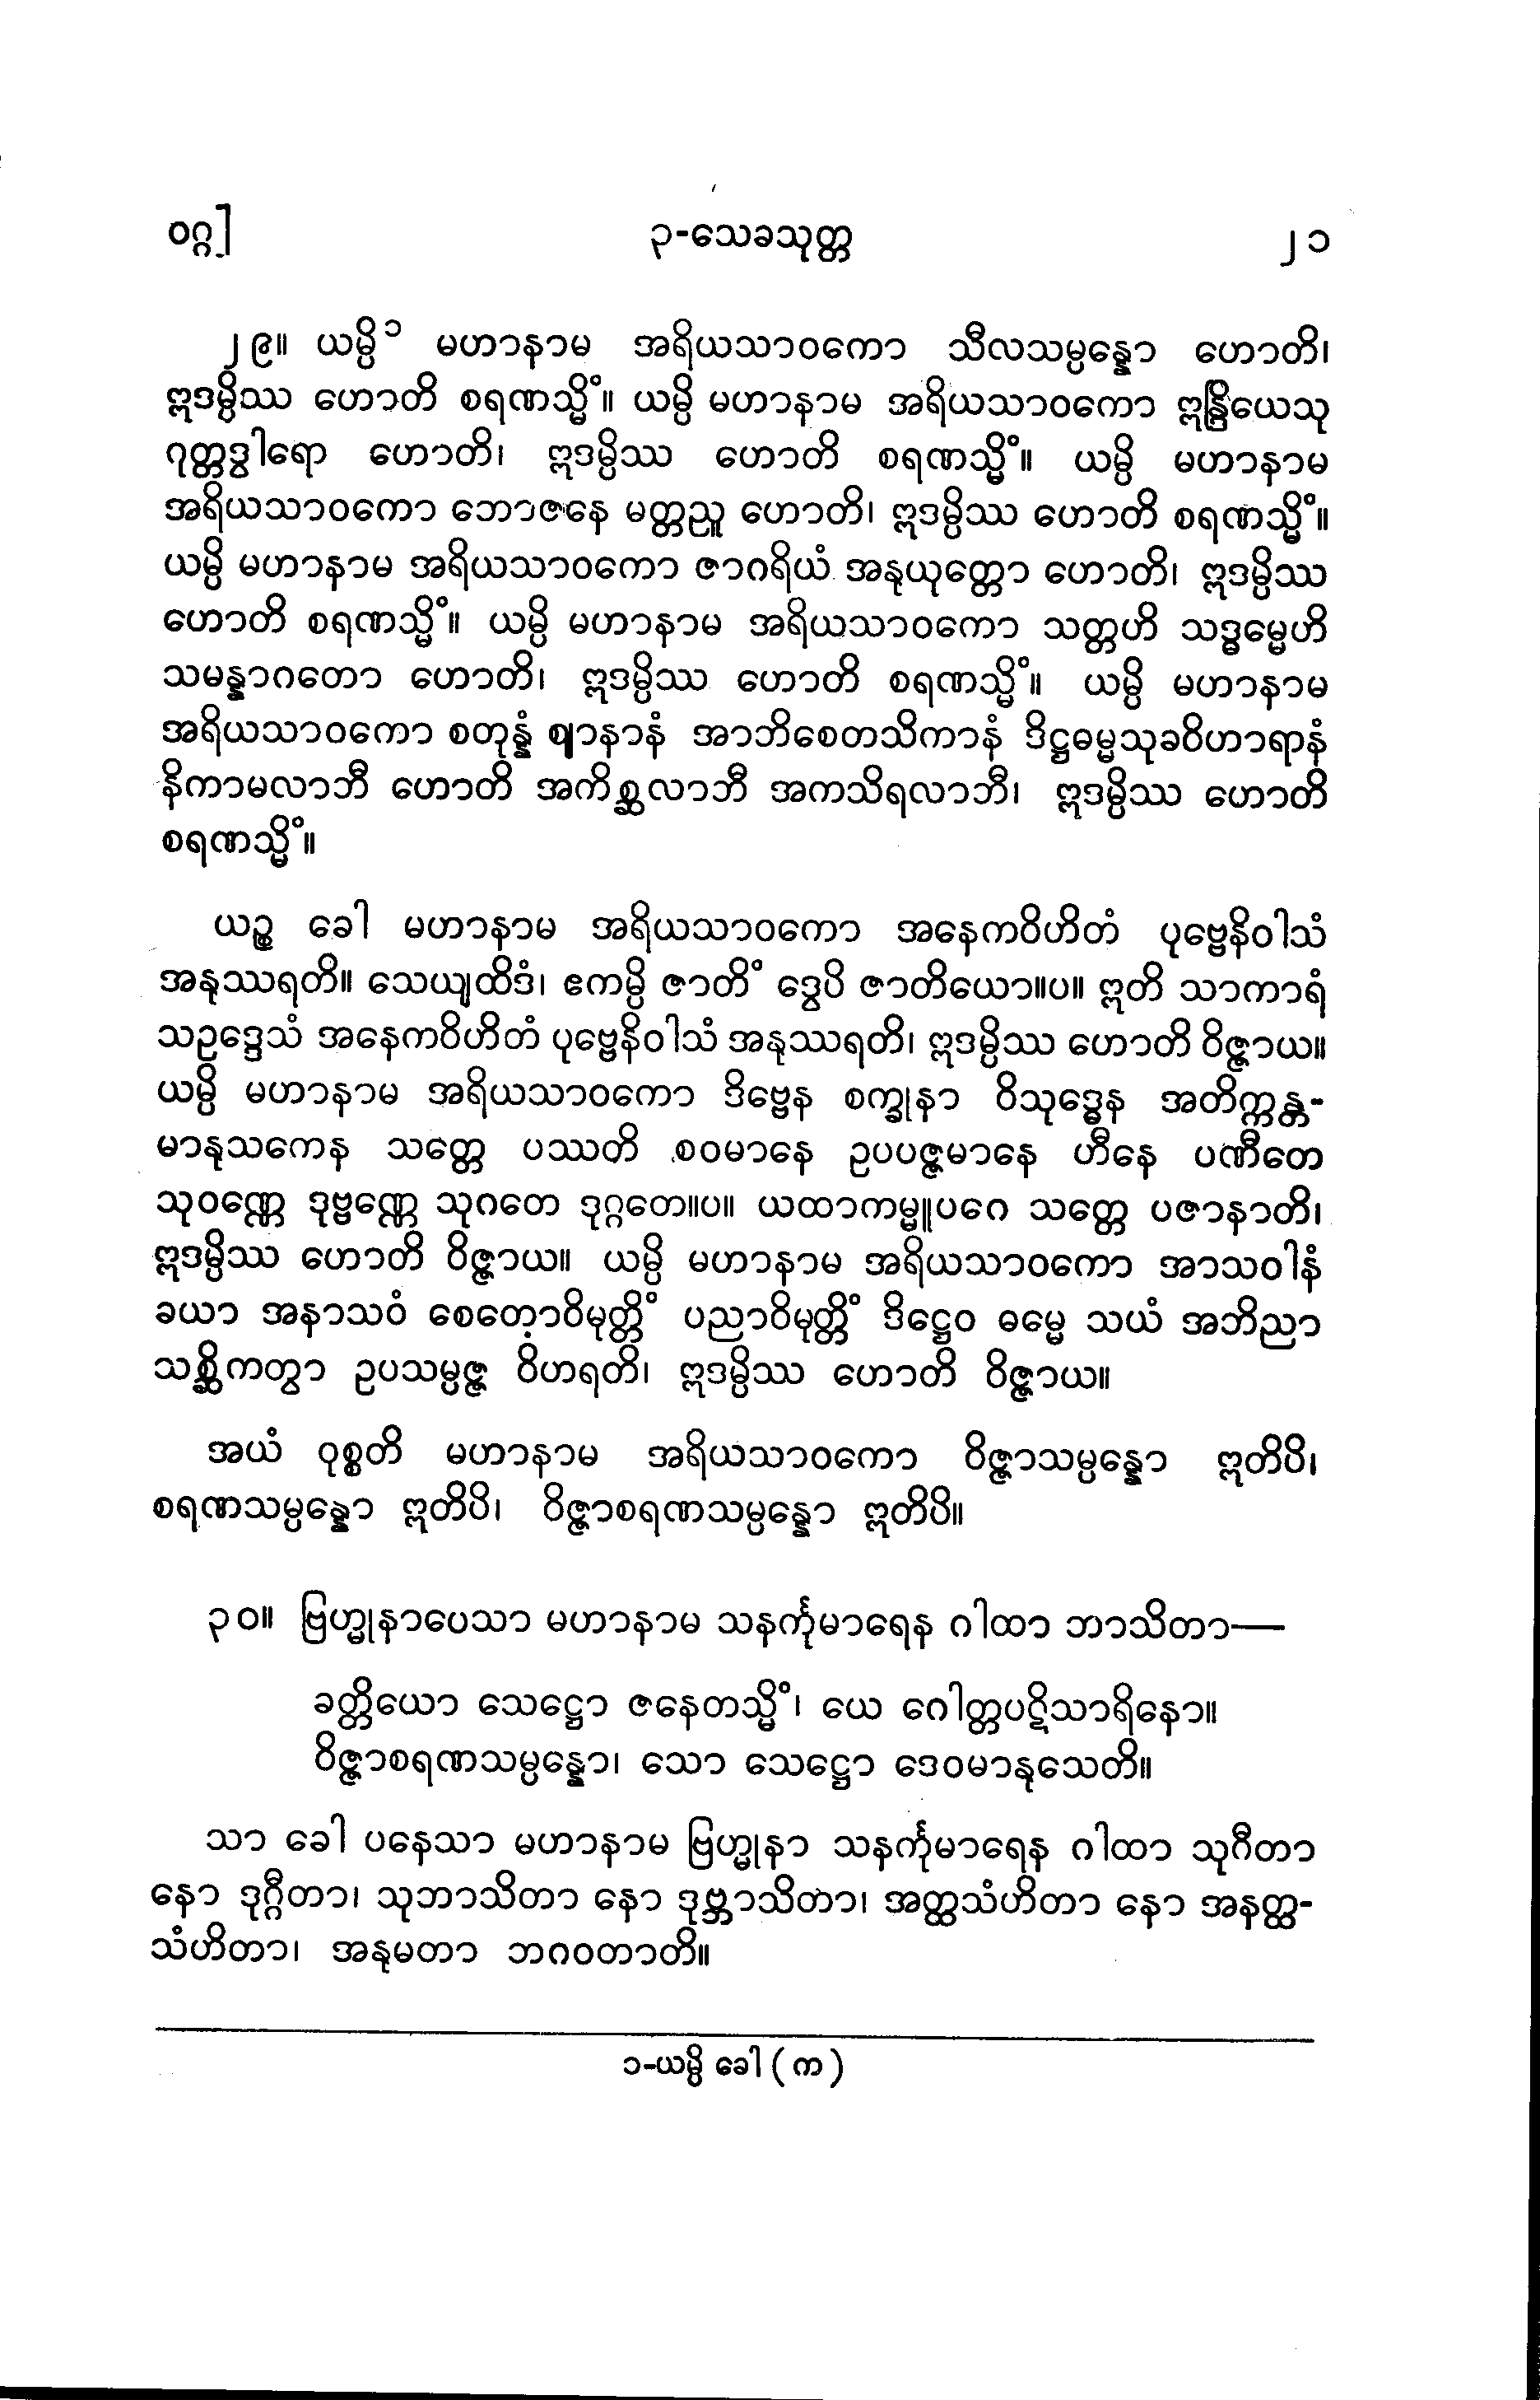 ဝဂ္ဂ]
၃-သေခသုတ္တ
၂၁
၂၉။ ယမ္ပိ၁ မဟာနာမ အရိယသာဝကော သီလသမ္ပန္နော ဟောတိ၊
ဣဒမ္ပိဿ ဟောတိ စရဏသ္မိံ။ ယမ္ပိ မဟာနာမ အရိယသာဝကော ဣန္ဒြိယေသု
ဂုတ္တဒွါရော ဟောတိ၊ ဣဒမ္ပိဿ ဟောတိ စရဏသ္မိံ။ ယမ္ပိ မဟာနာမ
အရိယသာဝကော ဘောဇနေ မတ္တညူ ဟောတိ၊ ဣဒမ္ပိဿ ဟောတိ စရဏသ္မိံ။
ယမ္ပိ မဟာနာမ အရိယသာဝကော ဇာဂရိယံ အနုယုတ္တော ဟောတိ၊ ဣဒမ္ပိဿ
ဟောတိ စရဏသ္မိံ။ ယမ္ပိ မဟာနာမ အရိယသာဝကော သတ္တဟိ သဒ္ဓမ္မေဟိ
သမန္နာဂတော ဟောတိ၊ ဣဒမ္ပိဿ ဟောတိ စရဏသ္မိံ။ ယမ္ပိ မဟာနာမ
အရိယသာဝကော စတုန္နံ ဈာနာနံ အာဘိစေတသိကာနံ ဒိဋ္ဌဓမ္မသုခဝိဟာရာနံ
နိကာမလာဘီ ဟောတိ အကိစ္ဆလာဘီ အကသိရလာဘီ၊ ဣဒမ္ပိဿ ဟောတိ
စရဏသ္မိံ။
ယဉ္စ ခေါ မဟာနာမ အရိယသာဝကော အနေကဝိဟိတံ ပုဗ္ဗေနိဝါသံ
အနုဿရတိ။ သေယျထိဒံ၊ ဧကမ္ပိ ဇာတိံ ဒွေပိ ဇာတိယော။ပ။ ဣတိ သာကာရံ
သဥဒ္ဒေသံ အနေကဝိဟိတံ ပုဗ္ဗေနိဝါသံ အနုဿရတိ၊ ဣဒမ္ပိဿ ဟောတိ ဝိဇ္ဇာယ။
ယမ္ပိ မဟာနာမ အရိယသာဝကော ဒိဗ္ဗေန စက္ခုနာ ဝိသုဒ္ဓေန အတိက္ကန္တ-
မာနုသကေန သတ္တေ ပဿတိ စဝမာနေ ဥပပဇ္ဇမာနေ ဟီနေ ပဏီတေ
သုဝဏ္ဏေ ဒုဗ္ဗဏ္ဏေ သုဂတေ ဒုဂ္ဂတေ။ပ။ ယထာကမ္မူပဂေ သတ္တေ ပဇာနာတိ၊
ဣဒမ္ပိဿ ဟောတိ ဝိဇ္ဇာယ။ ယမ္ပိ မဟာနာမ အရိယသာဝကော အာသဝါနံ
ခယာ အနာသဝံ စေတောဝိမုတ္တိံ ပညာဝိမုတ္တိံ ဒိဋ္ဌေဝ ဓမ္မေ သယံ အဘိညာ
သစ္ဆိကတွာ ဥပသမ္ပဇ္ဇ ဝိဟရတိ၊ ဣဒမ္ပိဿ ဟောတိ ဝိဇ္ဇာယ။
အယံ ဝုစ္စတိ မဟာနာမ အရိယသာဝကော ဝိဇ္ဇာသမ္ပန္နော ဣတိပိ၊
စရဏသမ္ပန္နော ဣတိပိ၊ ဝိဇ္ဇာစရဏသမ္ပန္နော ဣတိပိ။
၃၀။ ဗြဟ္မုနာပေသာ မဟာနာမ သနင်္ကုမာရေန ဂါထာ ဘာသိတာ—
ခတ္တိယော သေဋ္ဌော ဇနေတသ္မိံ၊ ယေ ဂေါတ္တပဋိသာရိနော။
ဝိဇ္ဇာစရဏသမ္ပန္နော၊ သော သေဋ္ဌော ဒေဝမာနုသေတိ။
သာ ခေါ ပနေသာ မဟာနာမ ဗြဟ္မုနာ သနင်္ကုမာရေန ဂါထာ သုဂီတာ
နော ဒုဂ္ဂီတာ၊ သုဘာသိတာ နော ဒုဗ္ဘာသိတာ၊ အတ္ထသံဟိတာ နော အနတ္ထ-
သံဟိတာ၊ အနုမတာ ဘဂဝတာတိ။
၁-ယမ္ပိ ခေါ (က)